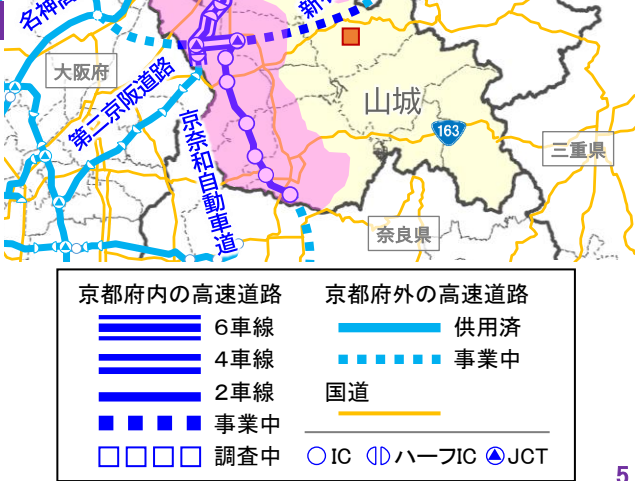 名神高
新名
大阪府
第二京阪道路
山城
163
京奈和自動車道
三重県
奈良県
京都府内の高速道路
6車線
4車線
2車線
事業中
調査中
京都府外の高速道路
供用済
事業中
国道
IC ハーフIC JCT
5